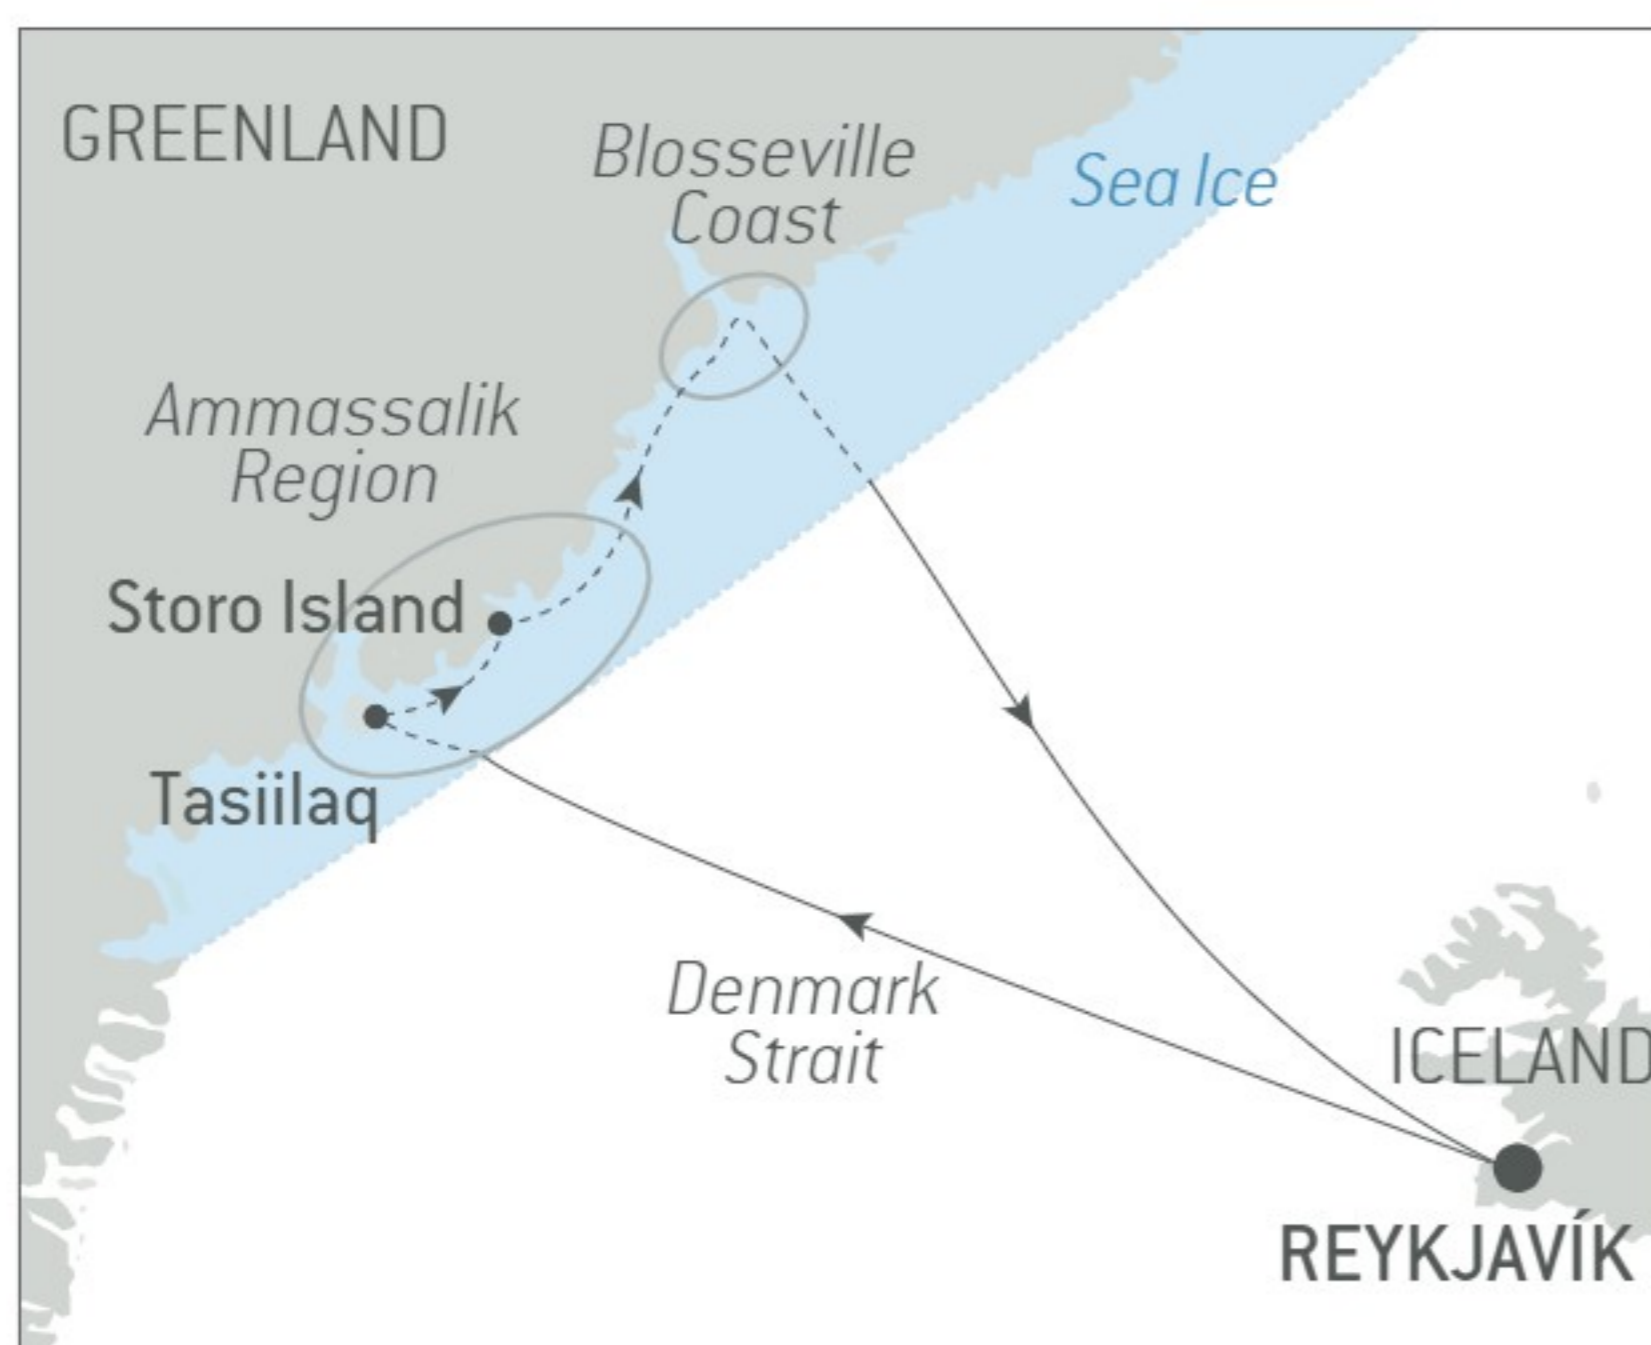 GREENLAND
Blosseville
Coast
Sea Ice
Ammassalik
Region
Storo Island
Tasiilaq
Denmark
Strait
ICELAND
REYKJAVÍK